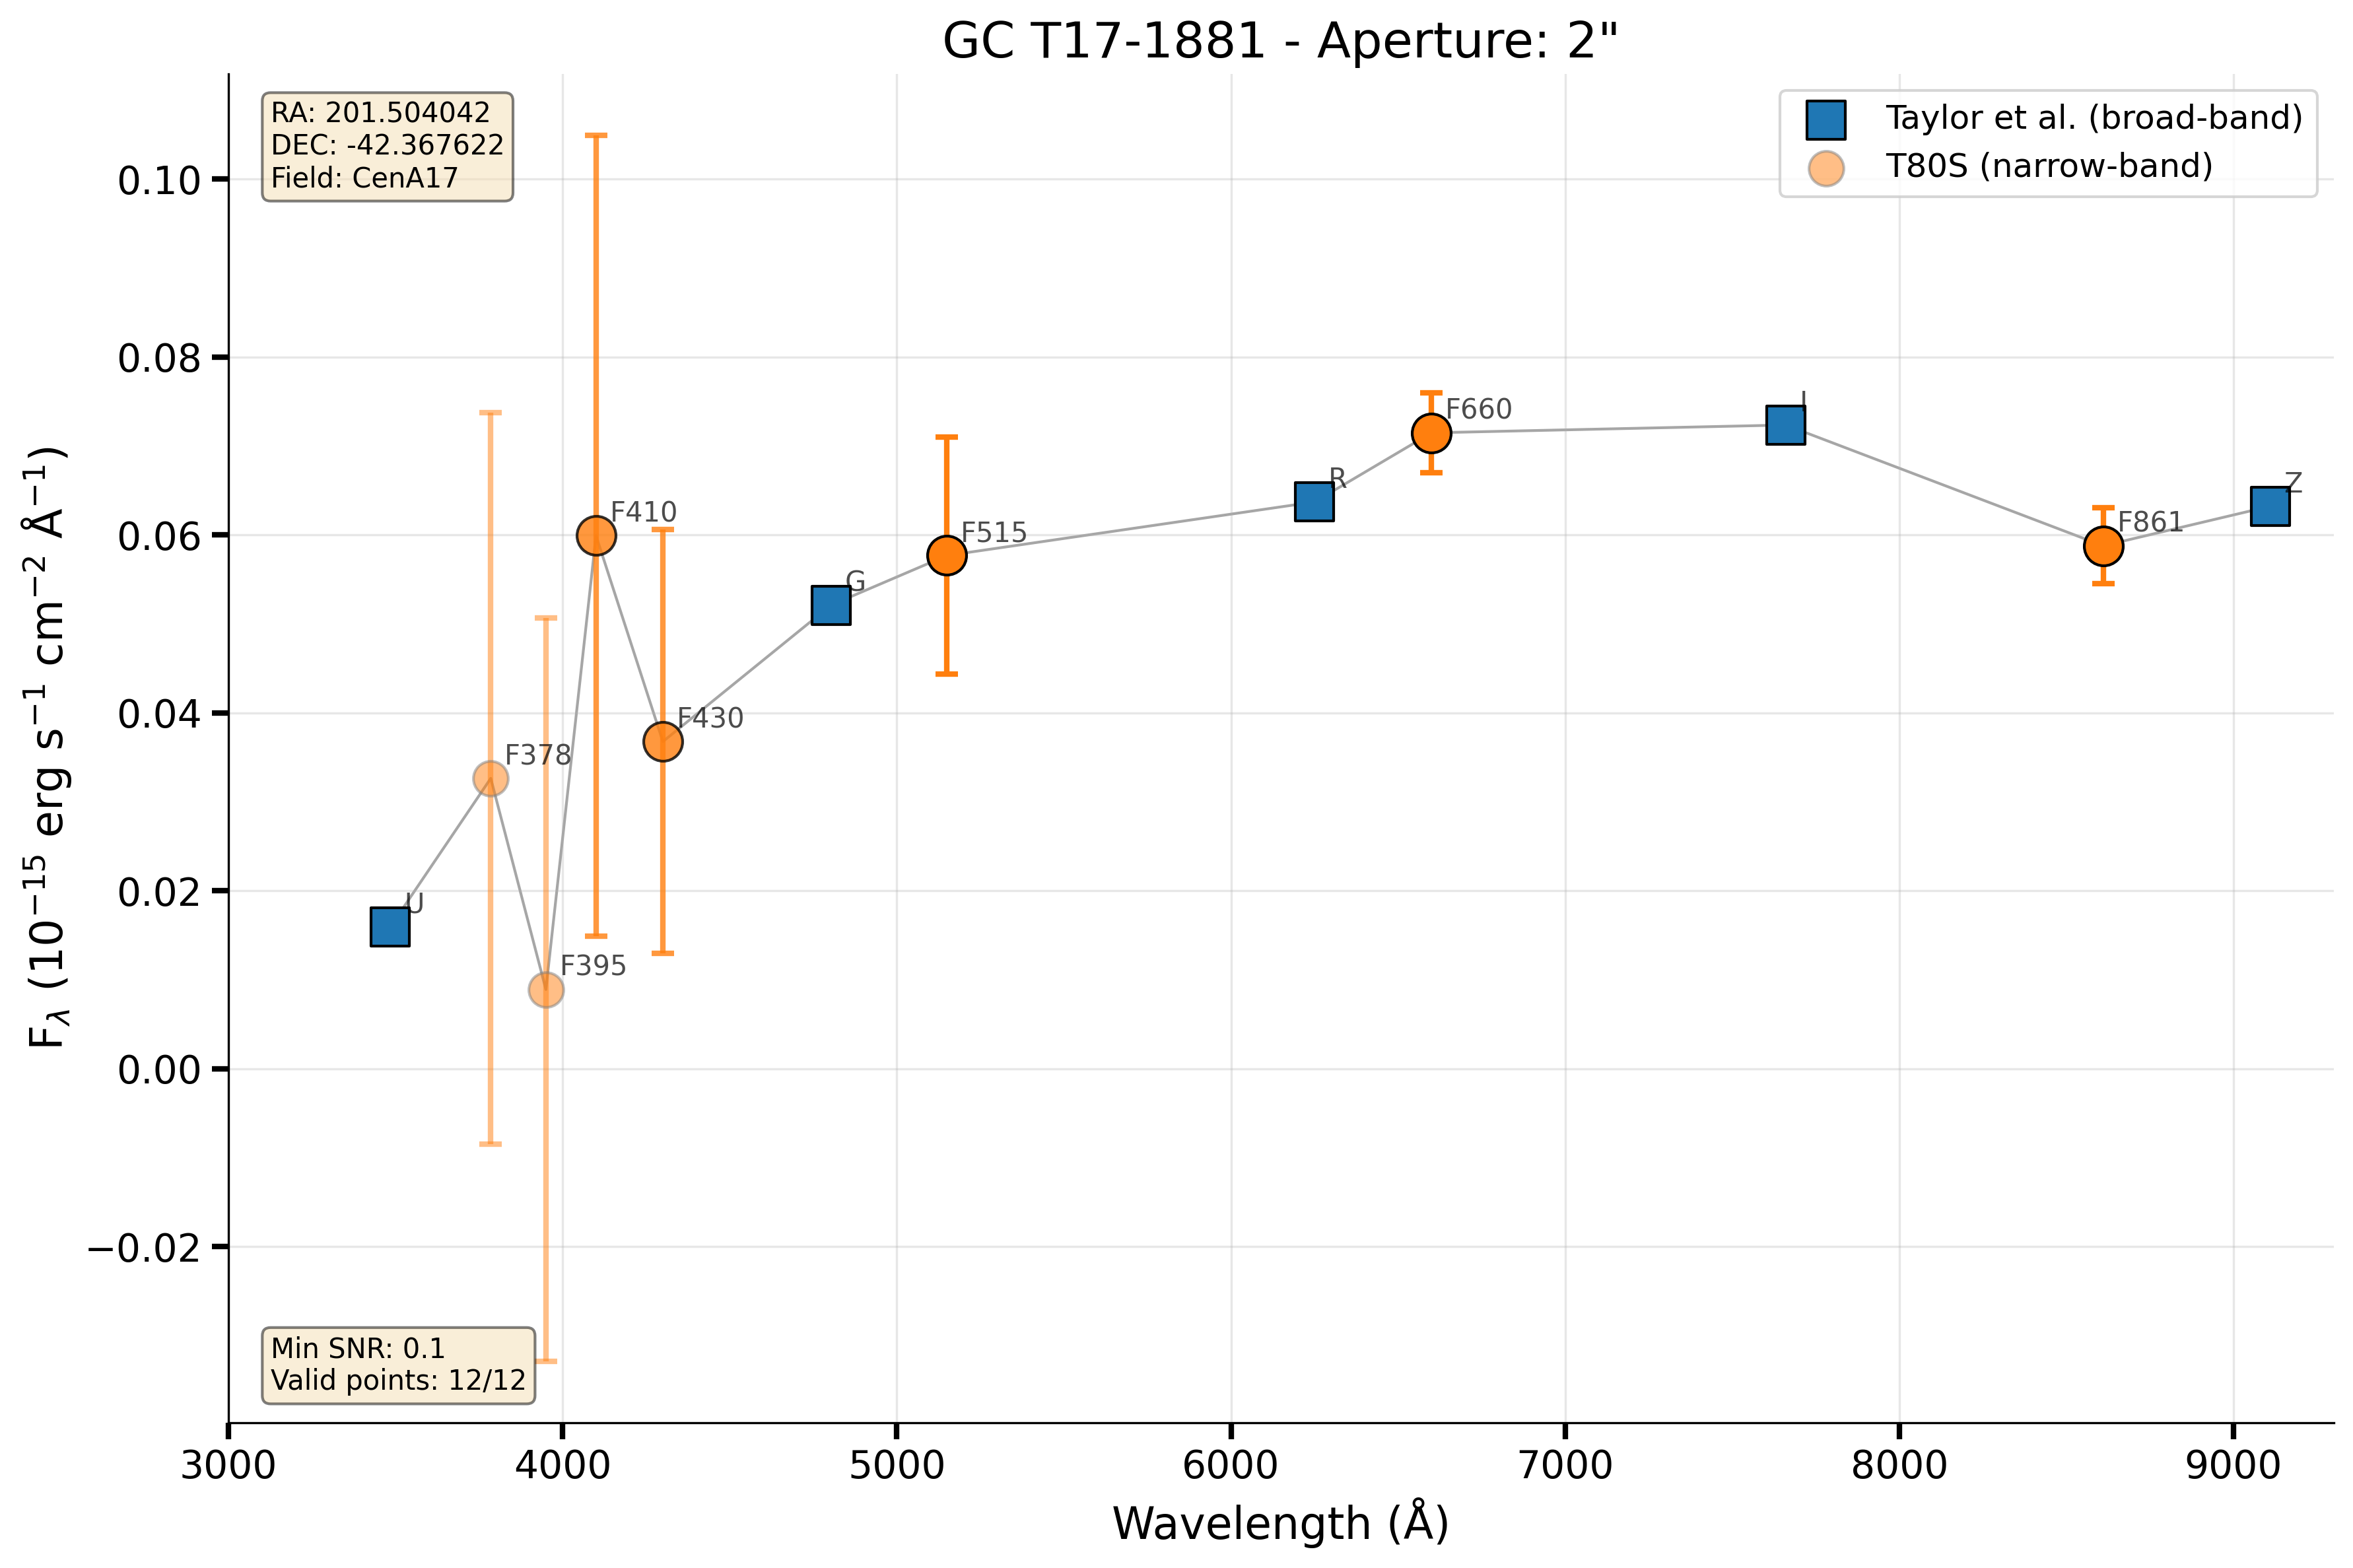 GC T17-1881 - Aperture: 2"
RA: 201.504042
DEC: -42.367622
Field: CenA17
Taylor et al. (broad-band)
T80S (narrow-band)
0.10
0.08
0.06
0.04
0.02
0.00
−0.02
F_λ (10⁻¹⁵ erg s⁻¹ cm⁻² Å⁻¹)
U
F378
F395
F410
F430
G
F515
R
F660
I
F861
Z
Min SNR: 0.1
Valid points: 12/12
3000 4000 5000 6000 7000 8000 9000
Wavelength (Å)